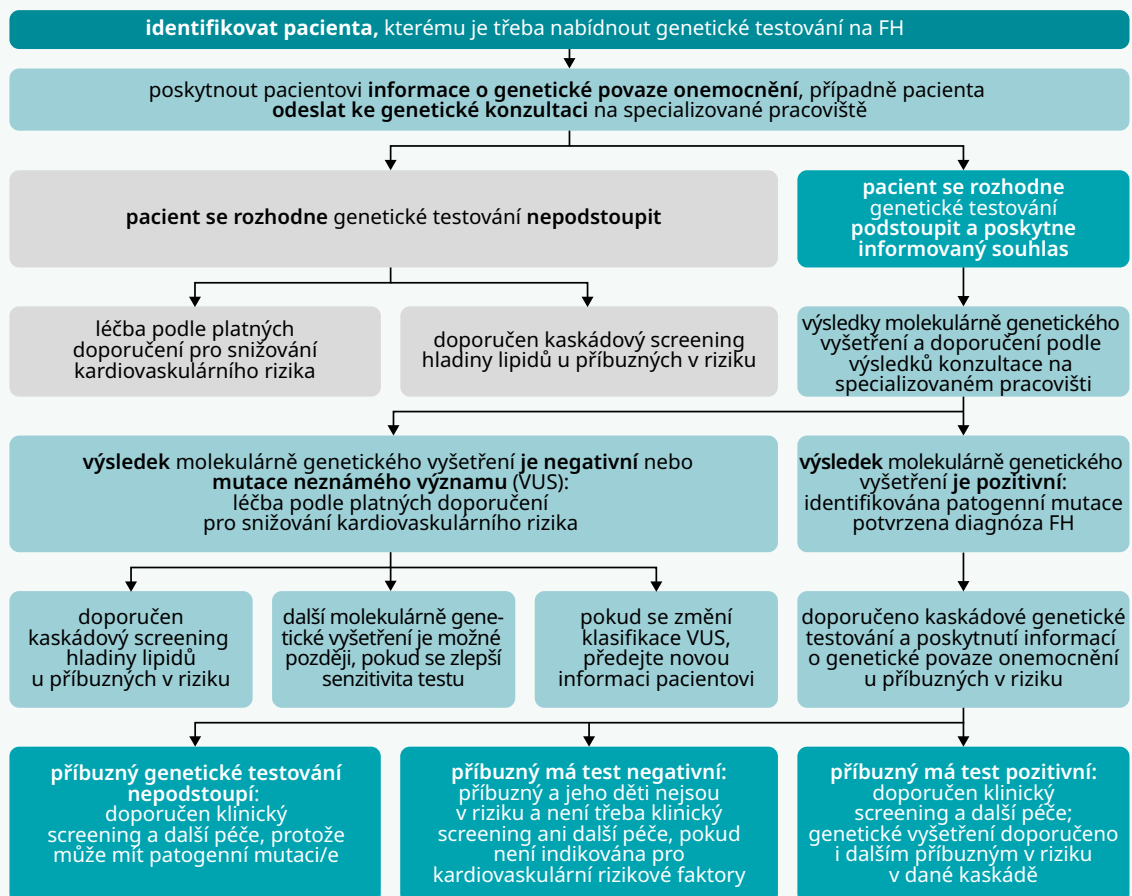 identifikovat pacienta, kterému je třeba nabídnout genetické testování na FH
poskytnout pacientovi informace o genetické povaze onemocnění, případně pacienta
odeslat ke genetické konzultaci na specializované pracoviště
pacient se rozhodne genetické testování nepodstoupit
pacient se rozhodne
genetické testování
podstoupit a poskytne
informovaný souhlas
léčba podle platných
doporučení pro snižování
kardiovaskulárního rizika
doporučen kaskádový screening
hladiny lipidů u příbuzných v riziku
výsledky molekulárně genetického
vyšetření a doporučení podle
výsledků konzultace na
specializovaném pracovišti
výsledek molekulárně genetického vyšetření je negativní nebo
mutace neznámého významu (VUS):
léčba podle platných doporučení
pro snižování kardiovaskulárního rizika
výsledek molekulárně genetického
vyšetření je pozitivní:
identifikována patogenní mutace
potvrzena diagnóza FH
doporučen
kaskádový screening
hladiny lipidů
u příbuzných v riziku
další molekulárně gene-
tické vyšetření je možné
později, pokud se zlepší
senzitivita testu
pokud se změní
klasifikace VUS,
předejte novou
informaci pacientovi
doporučeno kaskádové genetické
testování a poskytnutí informací
o genetické povaze onemocnění
u příbuzných v riziku
příbuzný genetické testování
nepodstoupí:
doporučen klinický
screening a další péče, protože
může mít patogenní mutaci/e
příbuzný má test negativní:
příbuzný a jeho děti nejsou
v riziku a není třeba klinický
screening ani další péče, pokud
není indikována pro
kardiovaskulární rizikové faktory
příbuzný má test pozitivní:
doporučen klinický
screening a další péče;
genetické vyšetření doporučeno
i dalším příbuzným v riziku
v dané kaskádě